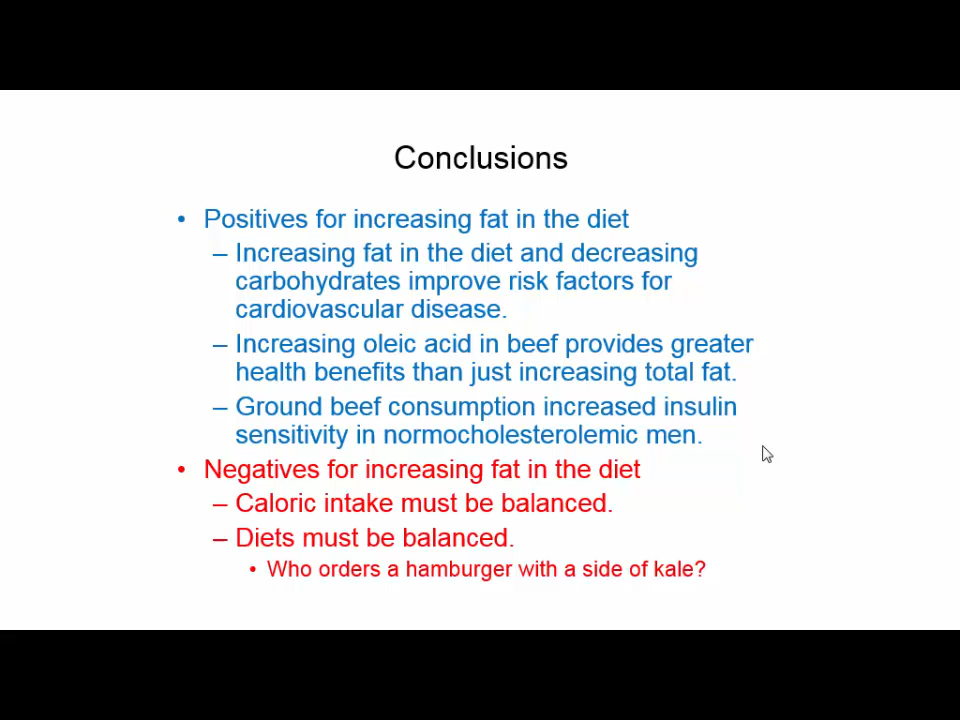 Conclusions
• Positives for increasing fat in the diet
– Increasing fat in the diet and decreasing
carbohydrates improve risk factors for
cardiovascular disease.
– Increasing oleic acid in beef provides greater
health benefits than just increasing total fat.
– Ground beef consumption increased insulin
sensitivity in normocholesterolemic men.
• Negatives for increasing fat in the diet
– Caloric intake must be balanced.
– Diets must be balanced.
• Who orders a hamburger with a side of kale?